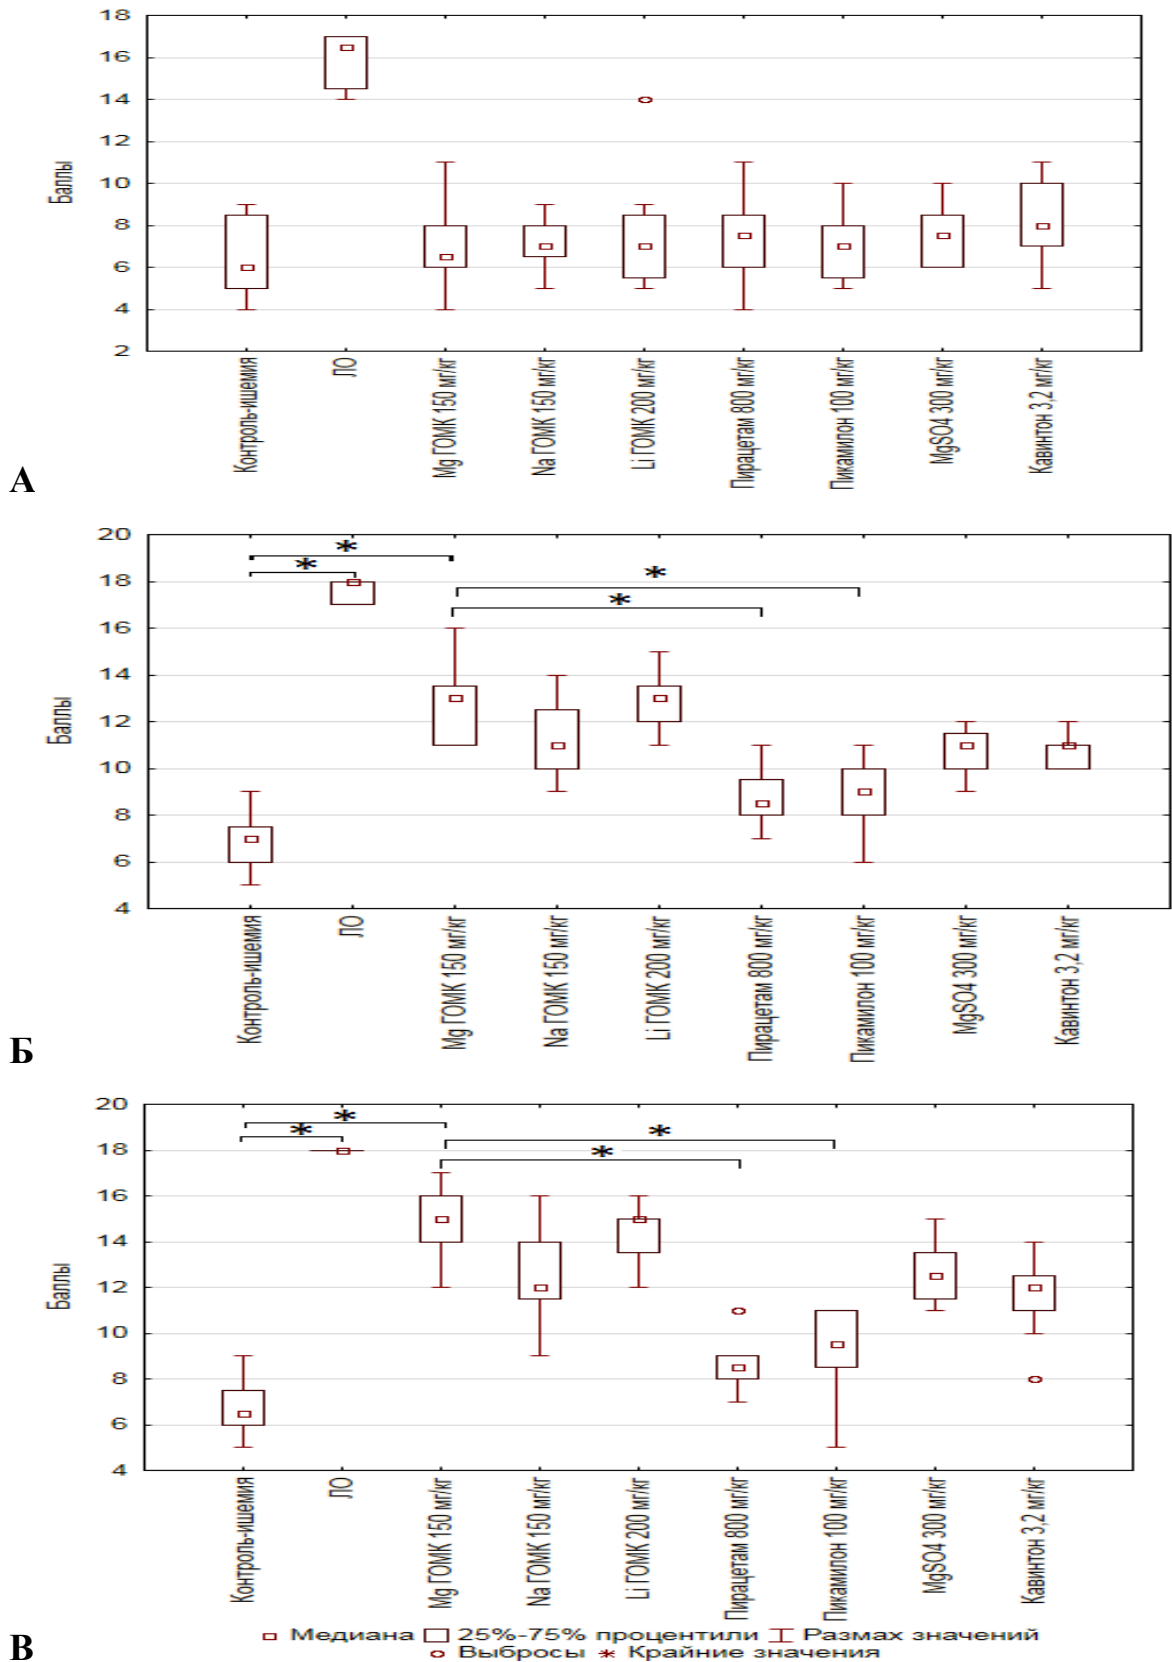 18
16
14
12
10
8
6
4
2
Баллы
Контроль-ишемия
ЛО
Mg ГОМК 150 мг/кг
Na ГОМК 150 мг/кг
Li ГОМК 200 мг/кг
Пирацетам 800 мг/кг
Пикамилон 100 мг/кг
MgSO4 300 мг/кг
Кавинтон 3,2 мг/кг
А
20
18
16
14
12
10
8
6
4
Баллы
* *
* *
Контроль-ишемия
ЛО
Mg ГОМК 150 мг/кг
Na ГОМК 150 мг/кг
Li ГОМК 200 мг/кг
Пирацетам 800 мг/кг
Пикамилон 100 мг/кг
MgSO4 300 мг/кг
Кавинтон 3,2 мг/кг
Б
20
18
16
14
12
10
8
6
4
Баллы
* *
* *
Контроль-ишемия
ЛО
Mg ГОМК 150 мг/кг
Na ГОМК 150 мг/кг
Li ГОМК 200 мг/кг
Пирацетам 800 мг/кг
Пикамилон 100 мг/кг
MgSO4 300 мг/кг
Кавинтон 3,2 мг/кг
В
Медиана 25%-75% процентили Размах значений
Выбросы * Крайние значения